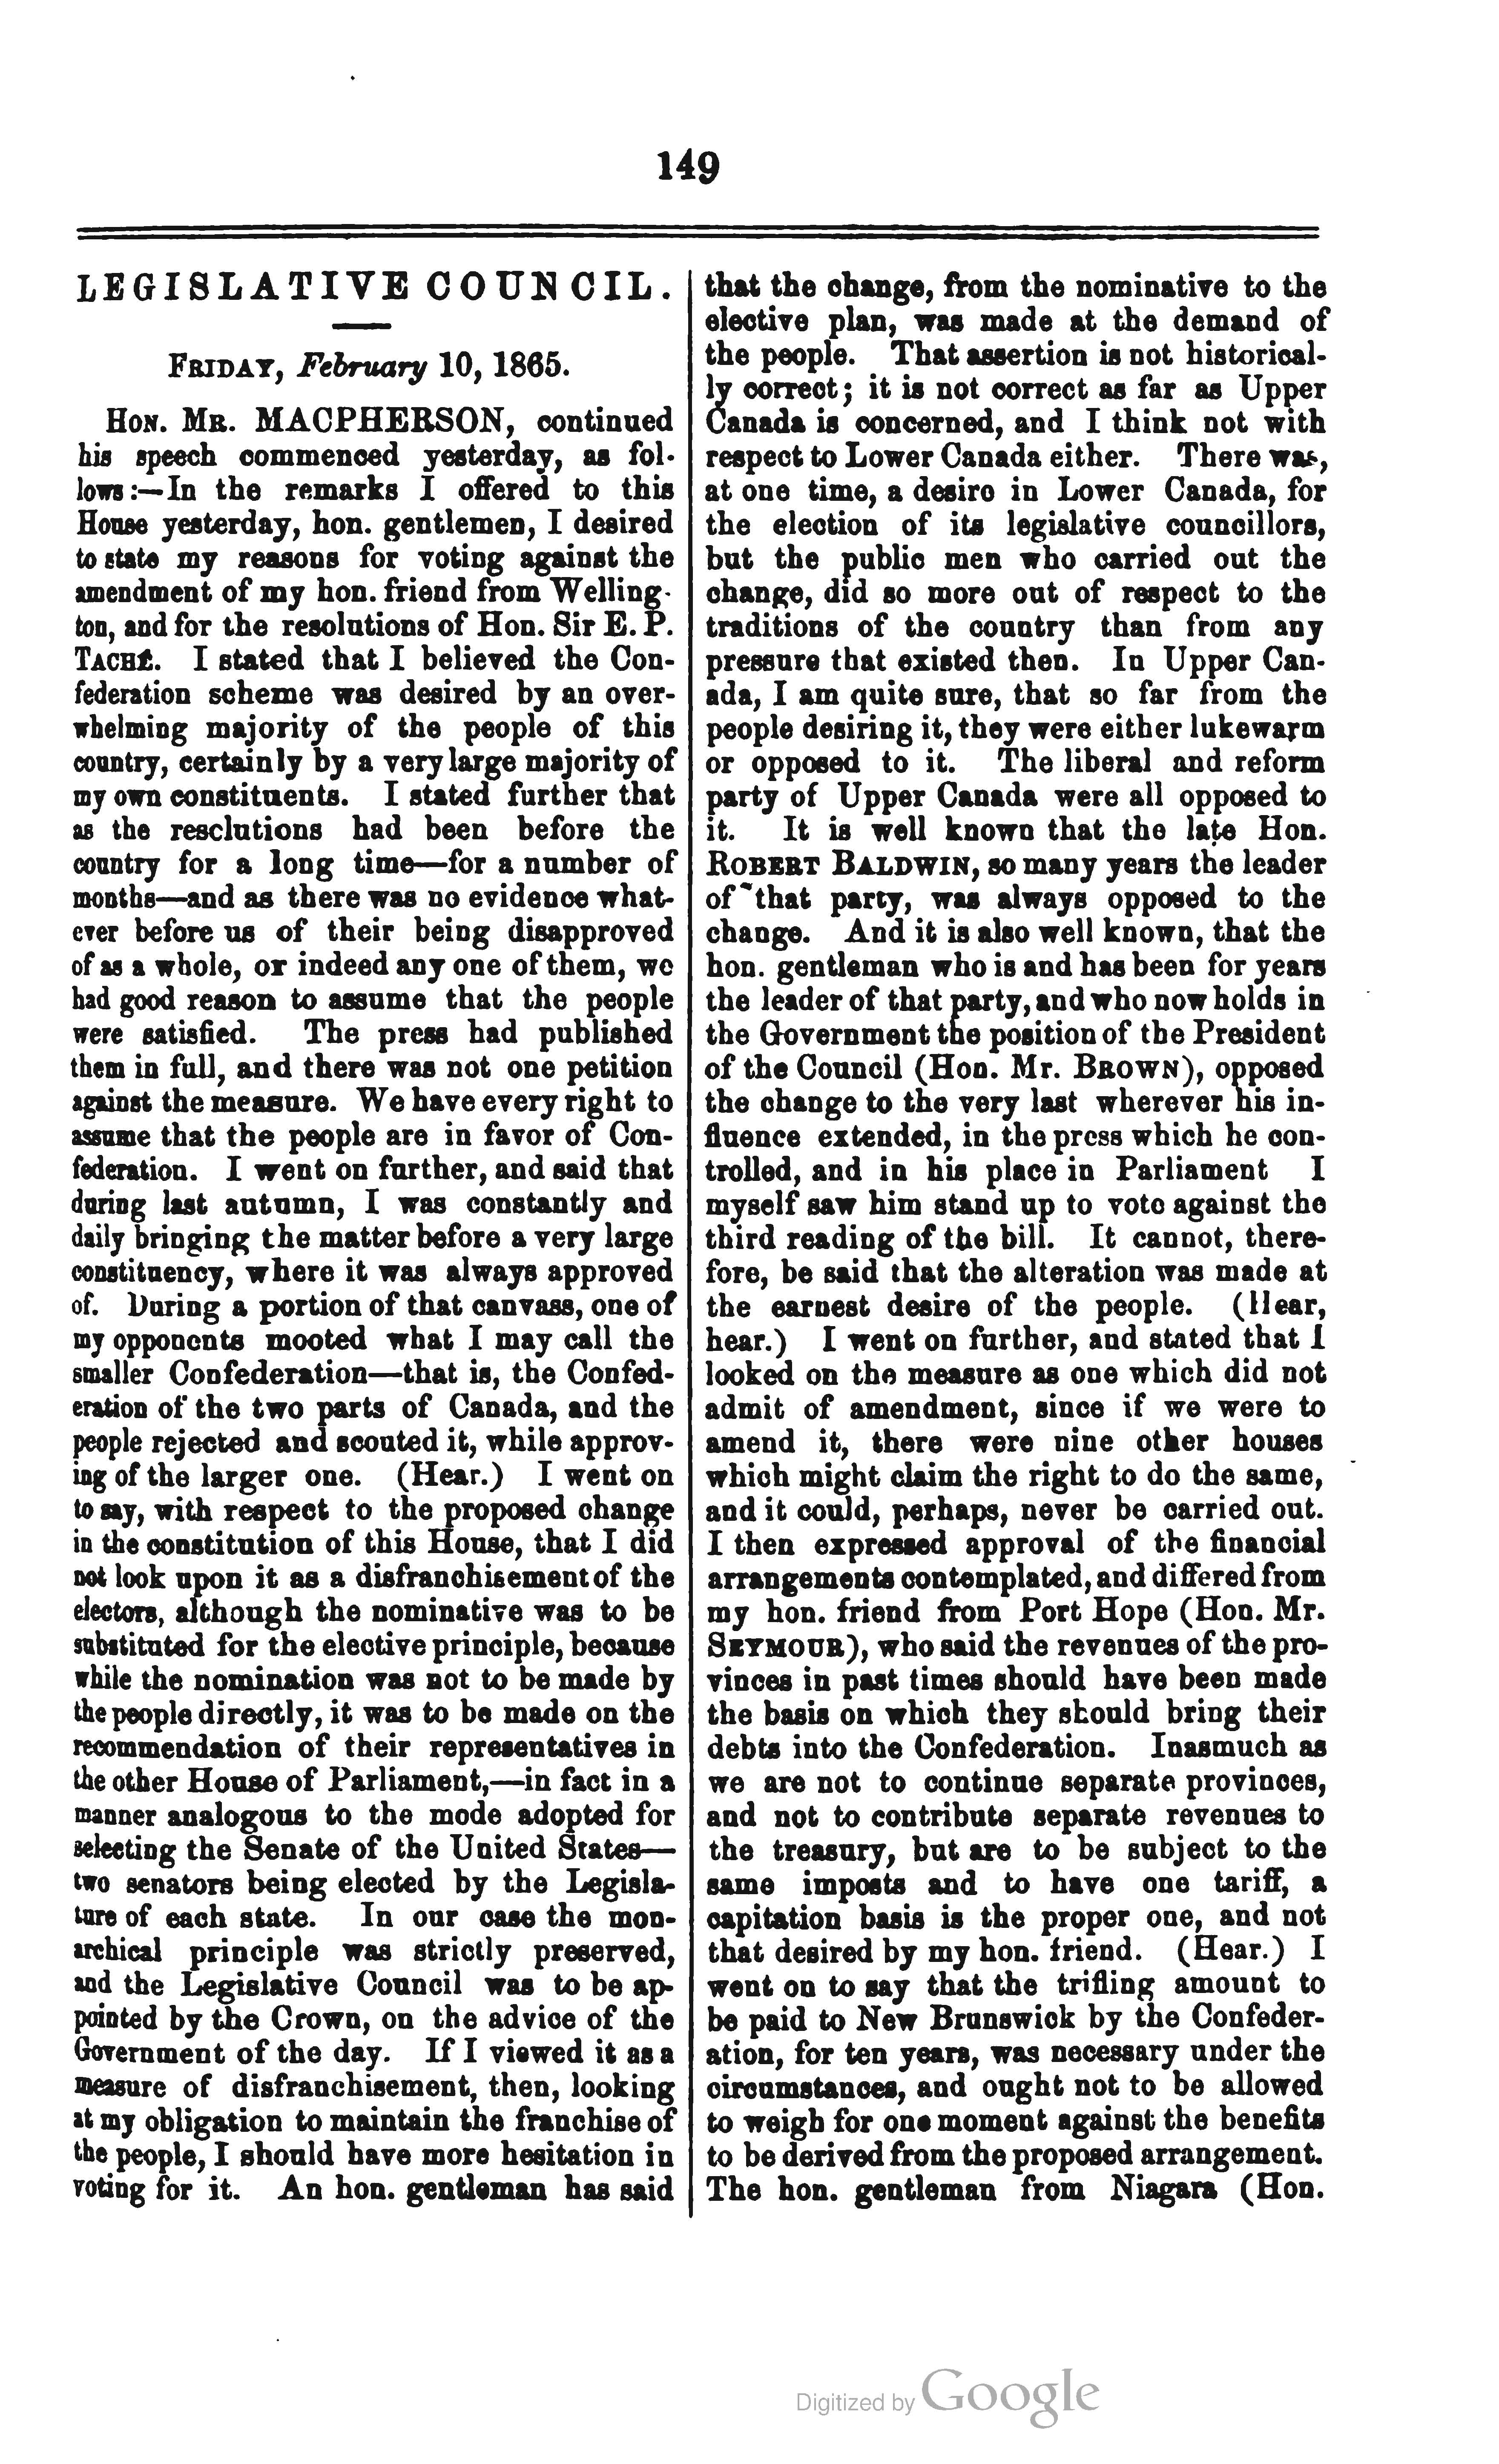 149
LEGISLATIVE COUNCIL.
FRIDAY, February 10, 1865.
HON. MR. MACPHERSON, continued
his speech commenced yesterday, as fol-
lows:—In the remarks I offered to this
House yesterday, hon. gentlemen, I desired
to state my reasons for voting against the
amendment of my hon. friend from Welling-
ton, and for the resolutions of Hon. Sir E. P.
TACHÉ. I stated that I believed the Con-
federation scheme was desired by an over-
whelming majority of the people of this
country, certainly by a very large majority of
my own constituents. I stated further that
as the resclutions had been before the
country for a long time—for a number of
months—and as there was no evidence what-
ever before us of their being disapproved
of as a whole, or indeed any one of them, we
had good reason to assume that the people
were satisfied. The press had published
them in full, and there was not one petition
against the measure. We have every right to
assume that the people are in favor of Con-
federation. I went on further, and said that
during last autumn, I was constantly and
daily bringing the matter before a very large
constituency, where it was always approved
of. During a portion of that canvass, one of
my opponents mooted what I may call the
smaller Confederation—that is, the Confed-
eration of the two parts of Canada, and the
people rejected and scouted it, while approv-
ing of the larger one. (Hear.) I went on
to say, with respect to the proposed change
in the constitution of this House, that I did
not look upon it as a disfranchisement of the
electors, although the nominative was to be
substituted for the elective principle, because
while the nomination was not to be made by
the people directly, it was to be made on the
recommendation of their representatives in
the other House of Parliament,—in fact in a
manner analogous to the mode adopted for
selecting the Senate of the United States—
two senators being elected by the Legisla-
ture of each state. In our case the mon-
archical principle was strictly preserved,
and the Legislative Council was to be ap-
pointed by the Crown, on the advice of the
Government of the day. If I viewed it as a
measure of disfranchisement, then, looking
at my obligation to maintain the franchise of
the people, I should have more hesitation in
voting for it. An hon. gentleman has said
that the change, from the nominative to the
elective plan, was made at the demand of
the people. That assertion is not historical-
ly correct; it is not correct as far as Upper
Canada is concerned, and I think not with
respect to Lower Canada either. There was,
at one time, a desire in Lower Canada, for
the election of its legislative councillors,
but the public men who carried out the
change, did so more out of respect to the
traditions of the country than from any
pressure that existed then. In Upper Can-
ada, I am quite sure, that so far from the
people desiring it, they were either lukewarm
or opposed to it. The liberal and reform
party of Upper Canada were all opposed to
it. It is well known that the late Hon.
ROBERT BALDWIN, so many years the leader
of that party, was always opposed to the
change. And it is also well known, that the
hon. gentleman who is and has been for years
the leader of that party, and who now holds in
the Government the position of the President
of the Council (Hon. Mr. BROWN), opposed
the change to the very last wherever his in-
fluence extended, in the press which he con-
trolled, and in his place in Parliament I
myself saw him stand up to vote against the
third reading of the bill. It cannot, there-
fore, be said that the alteration was made at
the earnest desire of the people. (Hear,
hear.) I went on further, and stated that I
looked on the measure as one which did not
admit of amendment, since if we were to
amend it, there were nine other houses
which might claim the right to do the same,
and it could, perhaps, never be carried out.
I then expressed approval of the financial
arrangements contemplated, and differed from
my hon. friend from Port Hope (Hon. Mr.
SEYMOUR), who said the revenues of the pro-
vinces in past times should have been made
the basis on which they should bring their
debts into the Confederation. Inasmuch as
we are not to continue separate provinces,
and not to contribute separate revenues to
the treasury, but are to be subject to the
same imposts and to have one tariff, a
capitation basis is the proper one, and not
that desired by my hon. friend. (Hear.) I
went on to say that the trifling amount to
be paid to New Brunswick by the Confeder-
ation, for ten years, was necessary under the
circumstances, and ought not to be allowed
to weigh for one moment against the benefits
to be derived from the proposed arrangement.
The hon. gentleman from Niagara (Hon.
Digitized by Google